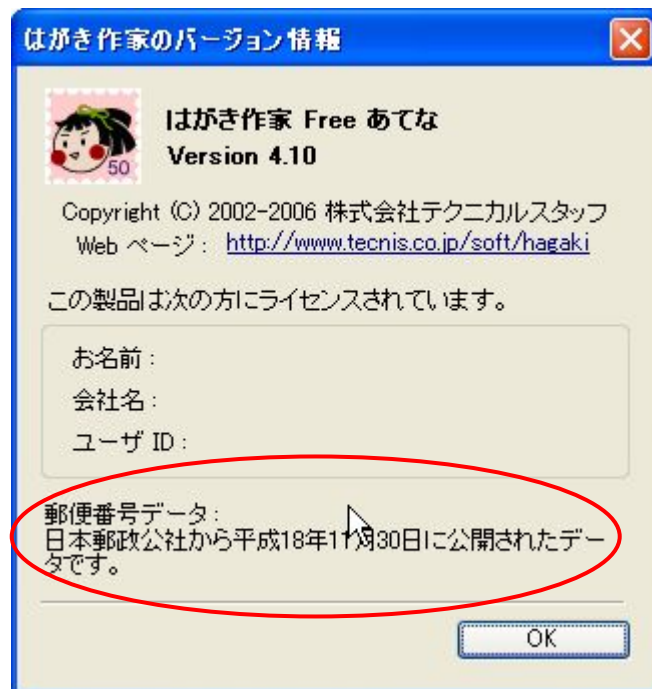 はがき作家のバージョン情報
50
はがき作家 Free あてな
Version 4.10
Copyright (C) 2002-2006 株式会社テクニカルスタッフ
Web ページ : http://www.tecnis.co.jp/soft/hagaki
この製品は次の方にライセンスされています。
お名前 :
会社名 :
ユーザ ID :
郵便番号データ :
日本郵政公社から平成18年11月30日に公開されたデー
タです。
OK